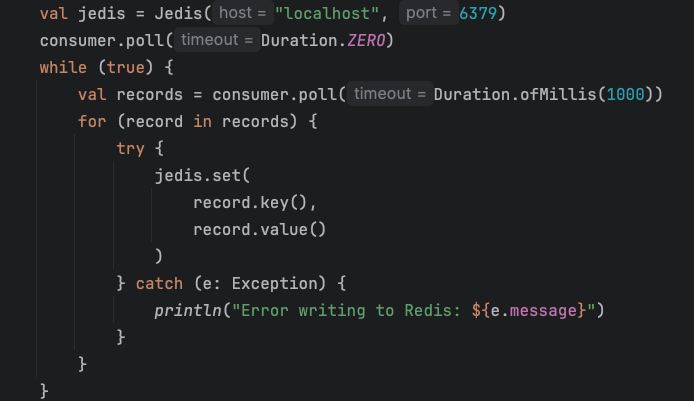 val jedis = Jedis( host = "localhost", port = 6379)
consumer.poll( timeout = Duration.ZERO)
while (true) {
val records = consumer.poll( timeout = Duration.ofMillis(1000))
for (record in records) {
try {
jedis.set(
record.key(),
record.value()
)
} catch (e: Exception) {
println("Error writing to Redis: ${e.message}")
}
}
}